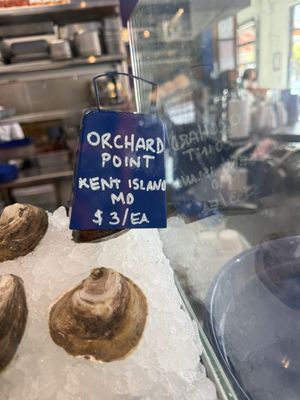 ORCHARD
POINT
KENT ISLAND
MD
$3/EA